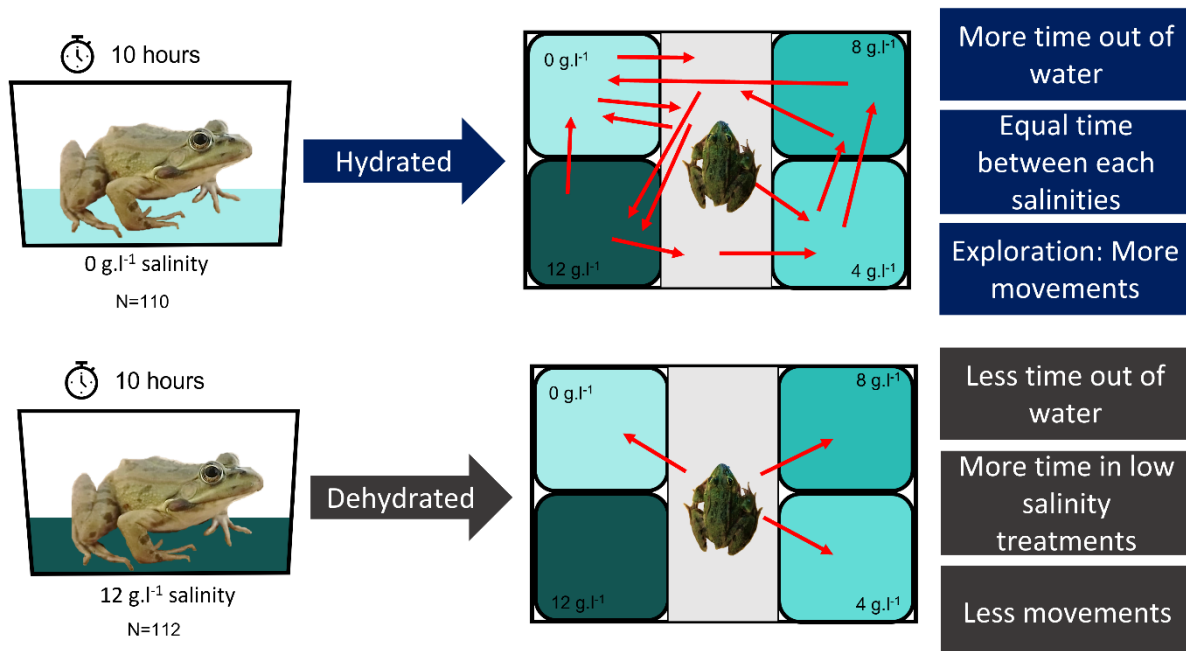 10 hours
0 g.l⁻¹ salinity
N=110
Hydrated
0 g.l⁻¹
8 g.l⁻¹
12 g.l⁻¹
4 g.l⁻¹
More time out of
water
Equal time
between each
salinities
Exploration: More
movements
10 hours
12 g.l⁻¹ salinity
N=112
Dehydrated
0 g.l⁻¹
8 g.l⁻¹
12 g.l⁻¹
4 g.l⁻¹
Less time out of
water
More time in low
salinity
treatments
Less movements